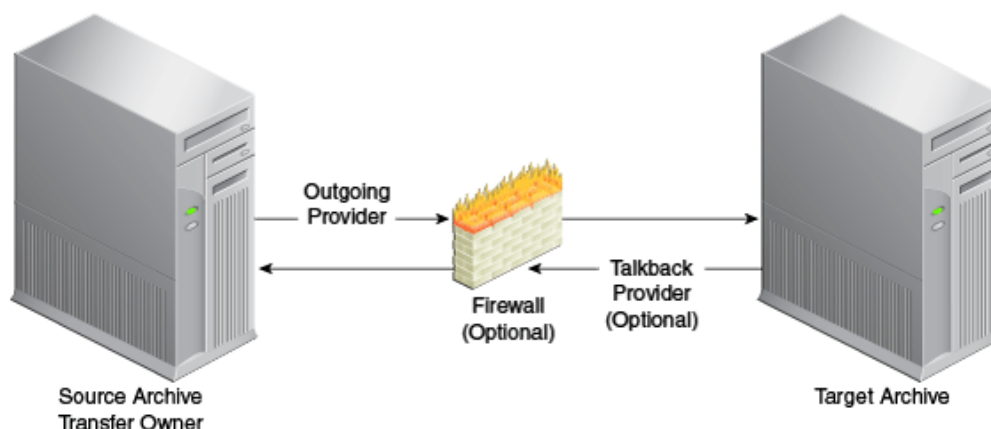 Outgoing
Provider
Talkback
Provider
(Optional)
Firewall
(Optional)
Source Archive
Transfer Owner
Target Archive